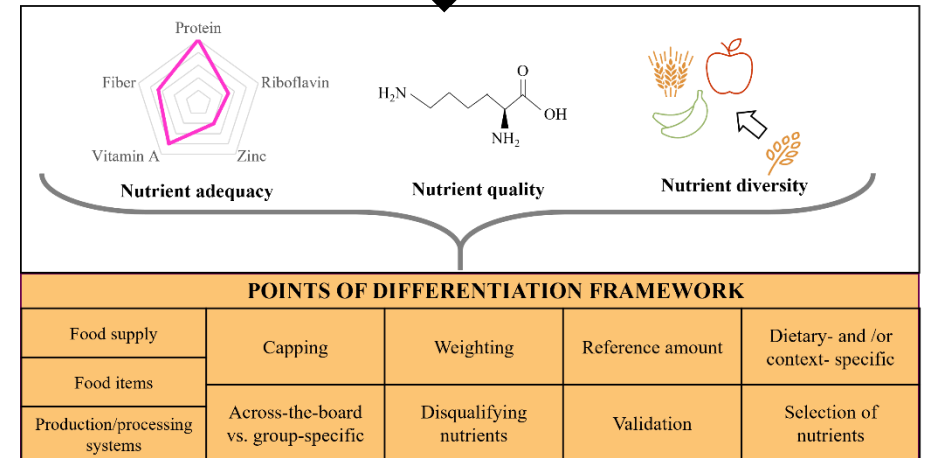 Protein
Fiber
Riboflavin
Vitamin A
Zinc
Nutrient adequacy
H₂N
O
OH
NH₂
Nutrient quality
Nutrient diversity
POINTS OF DIFFERENTIATION FRAMEWORK
Food supply
Food items
Production/processing
systems
Capping
Across-the-board
vs. group-specific
Weighting
Disqualifying
nutrients
Reference amount
Validation
Dietary- and /or
context- specific
Selection of
nutrients